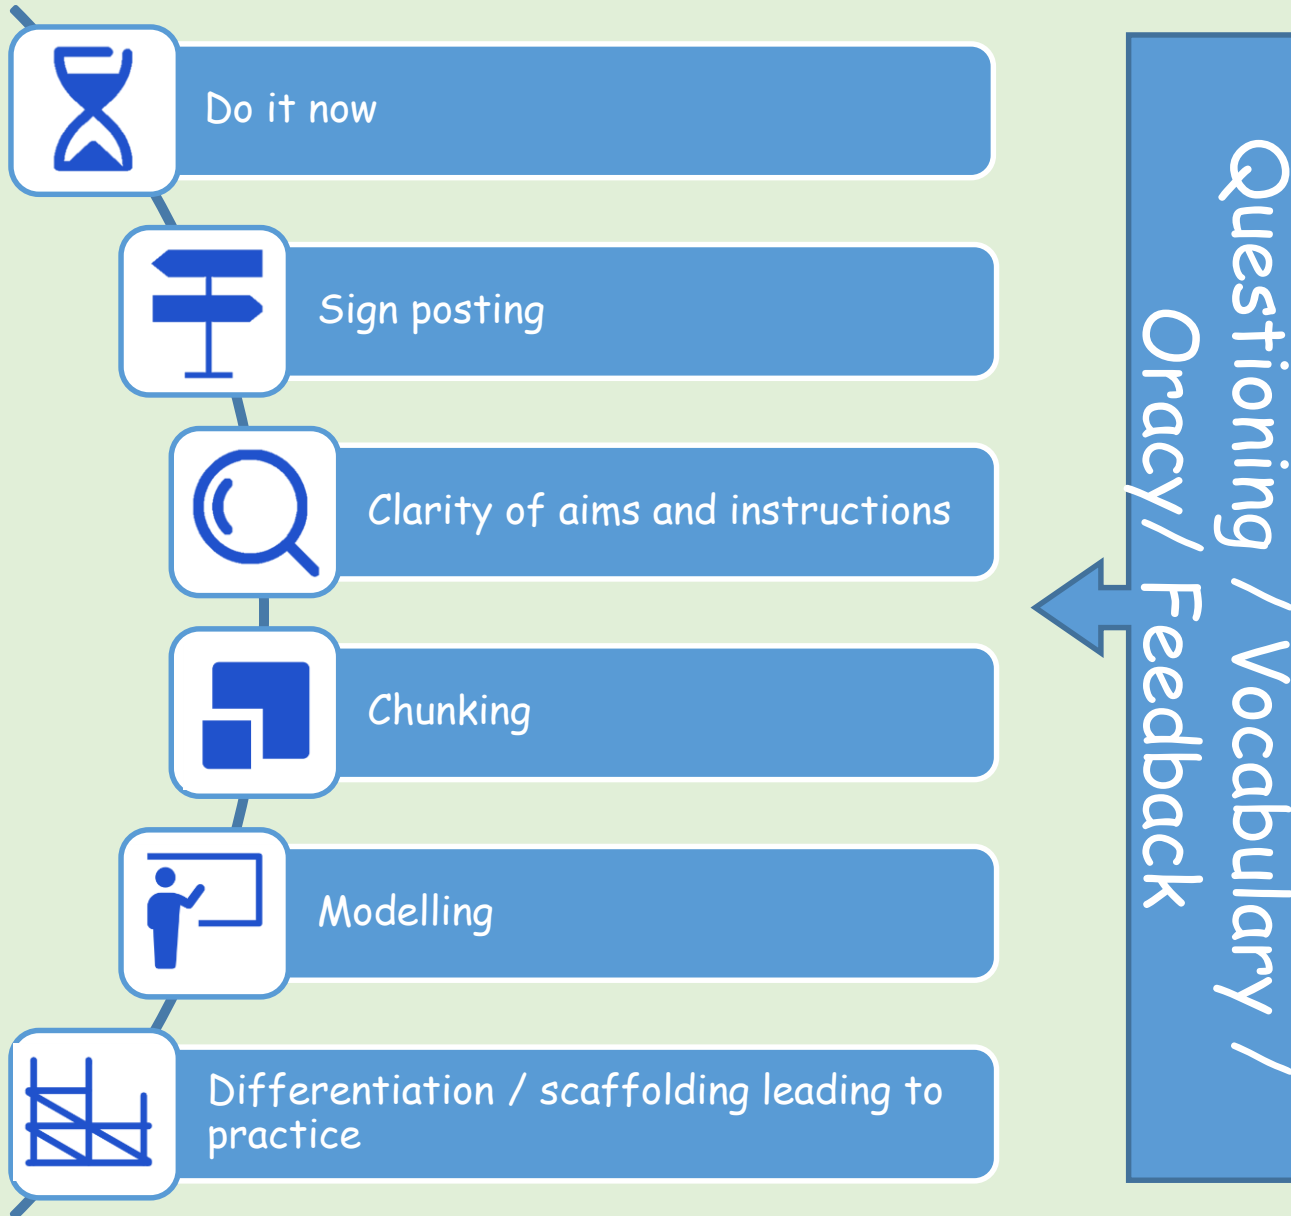 Do it now
Sign posting
Clarity of aims and instructions
Chunking
Modelling
Differentiation / scaffolding leading to
practice
Questioning / Vocabulary /
Oracy/ Feedback